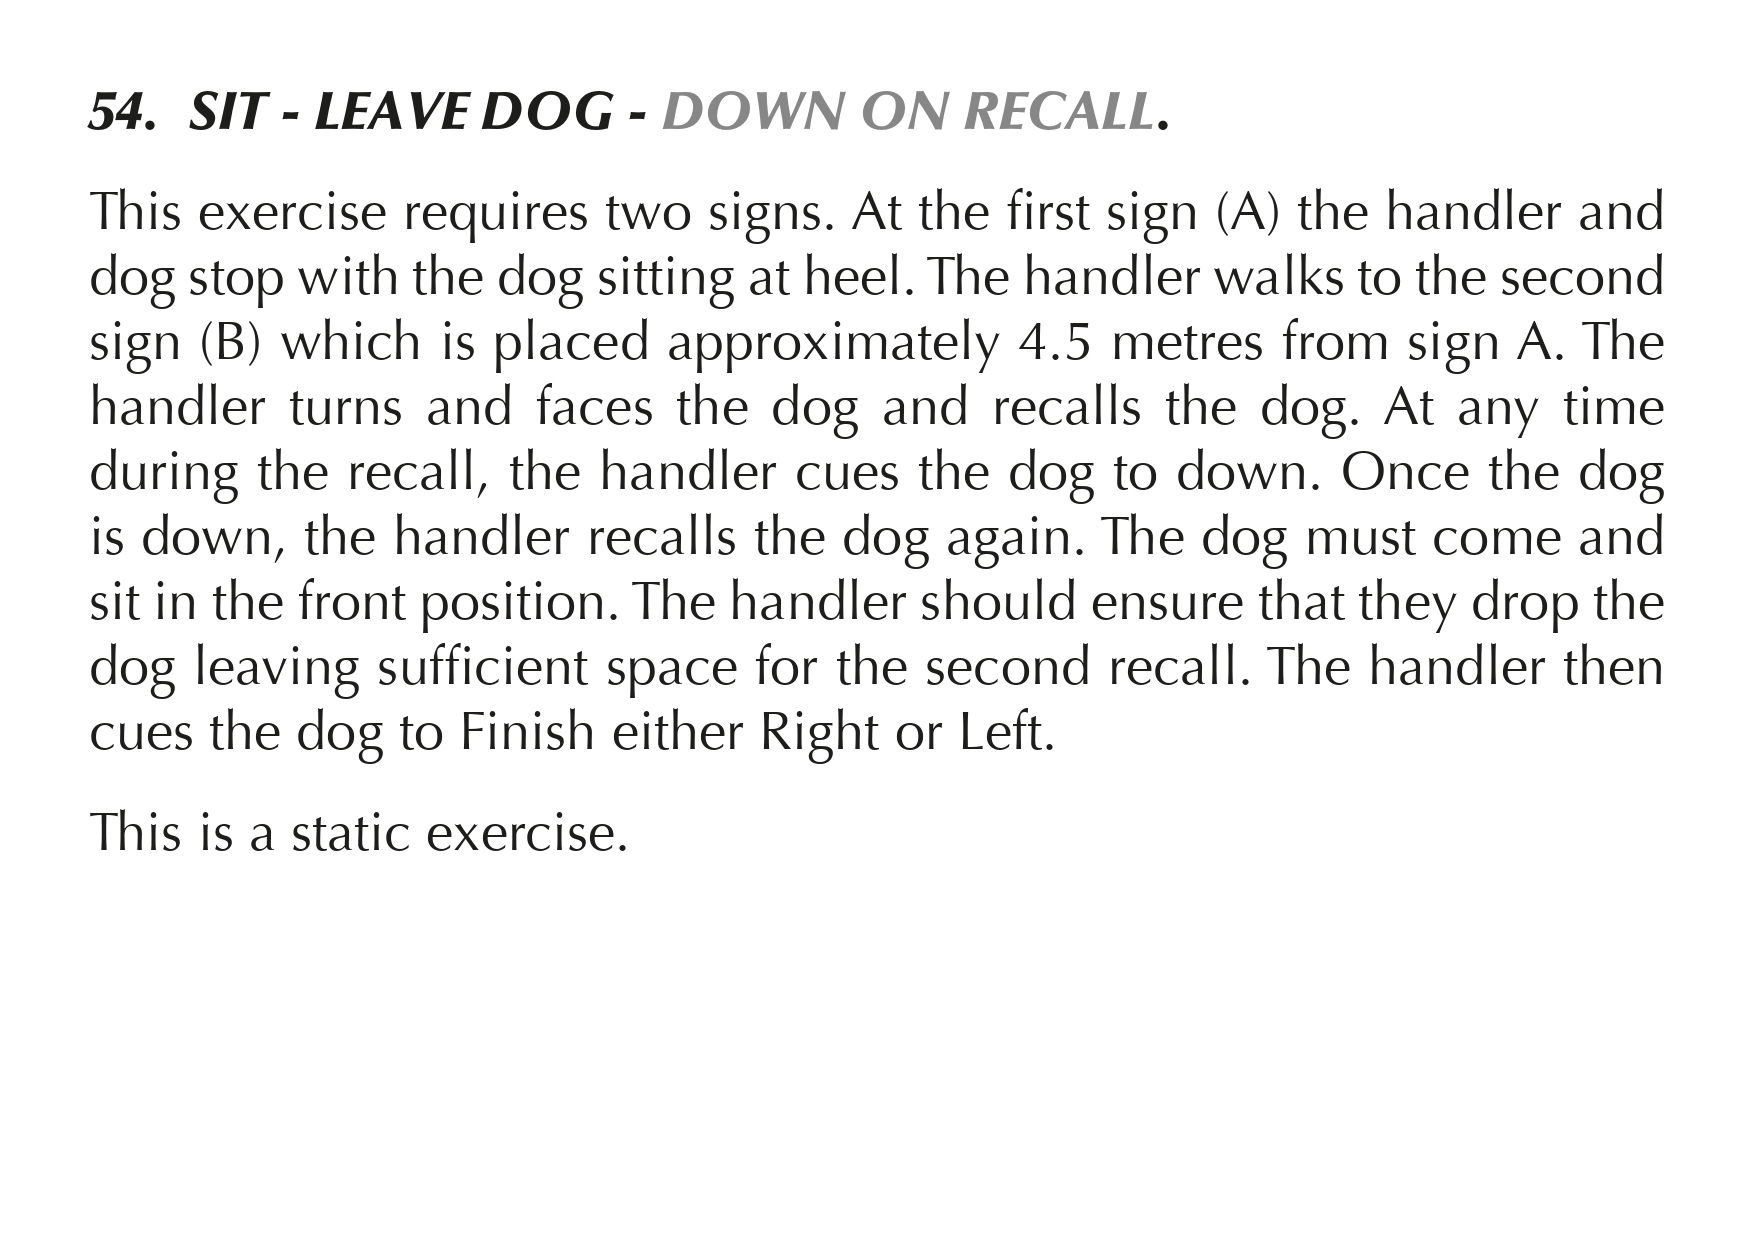 54. SIT - LEAVE DOG - DOWN ON RECALL.
This exercise requires two signs. At the first sign (A) the handler and
dog stop with the dog sitting at heel. The handler walks to the second
sign (B) which is placed approximately 4.5 metres from sign A. The
handler turns and faces the dog and recalls the dog. At any time
during the recall, the handler cues the dog to down. Once the dog
is down, the handler recalls the dog again. The dog must come and
sit in the front position. The handler should ensure that they drop the
dog leaving sufficient space for the second recall. The handler then
cues the dog to Finish either Right or Left.
This is a static exercise.